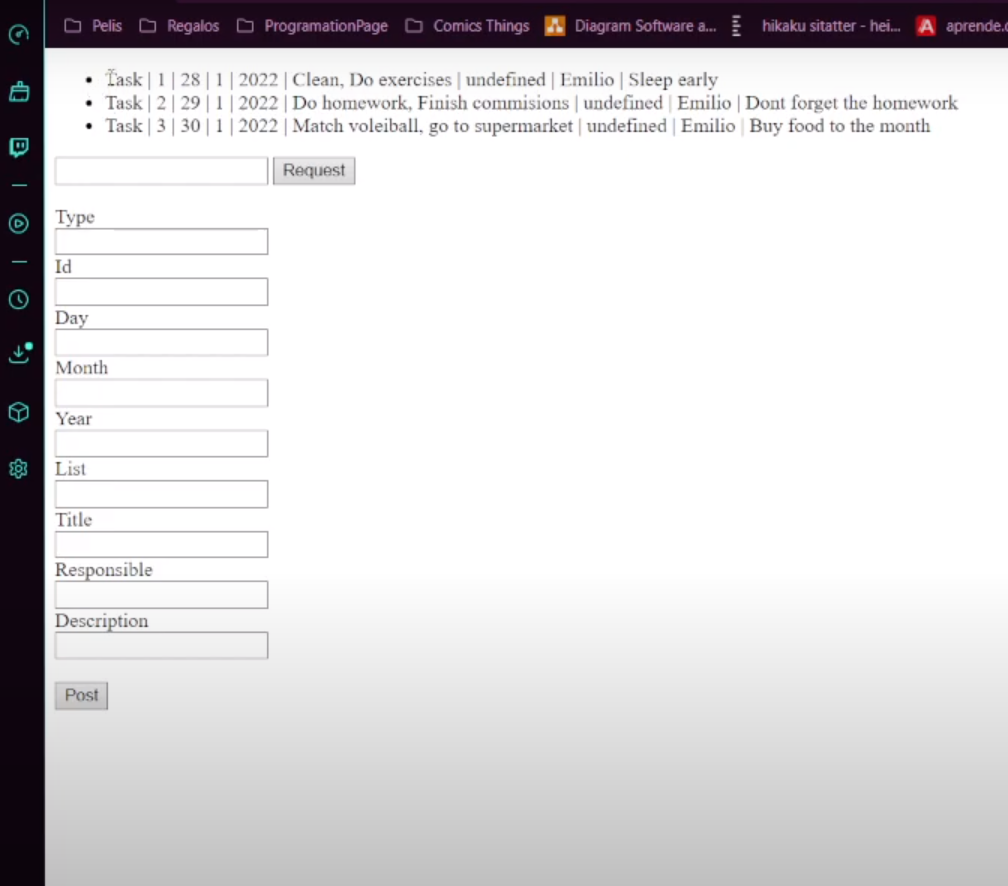 Pelis Regalos ProgramationPage Comics Things Diagram Software a... hikaku sitatter - hei... A aprende.
Task | 1 | 28 | 1 | 2022 | Clean, Do exercises | undefined | Emilio | Sleep early
Task | 2 | 29 | 1 | 2022 | Do homework, Finish commisions | undefined | Emilio | Dont forget the homework
Task | 3 | 30 | 1 | 2022 | Match voleiball, go to supermarket | undefined | Emilio | Buy food to the month
Request
Type
Id
Day
Month
Year
List
Title
Responsible
Description
Post